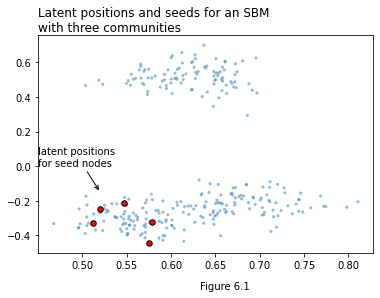 Latent positions and seeds for an SBM
with three communities
0.6
0.4
0.2
0.0
−0.2
−0.4
latent positions
for seed nodes
0.50 0.55 0.60 0.65 0.70 0.75 0.80
Figure 6.1